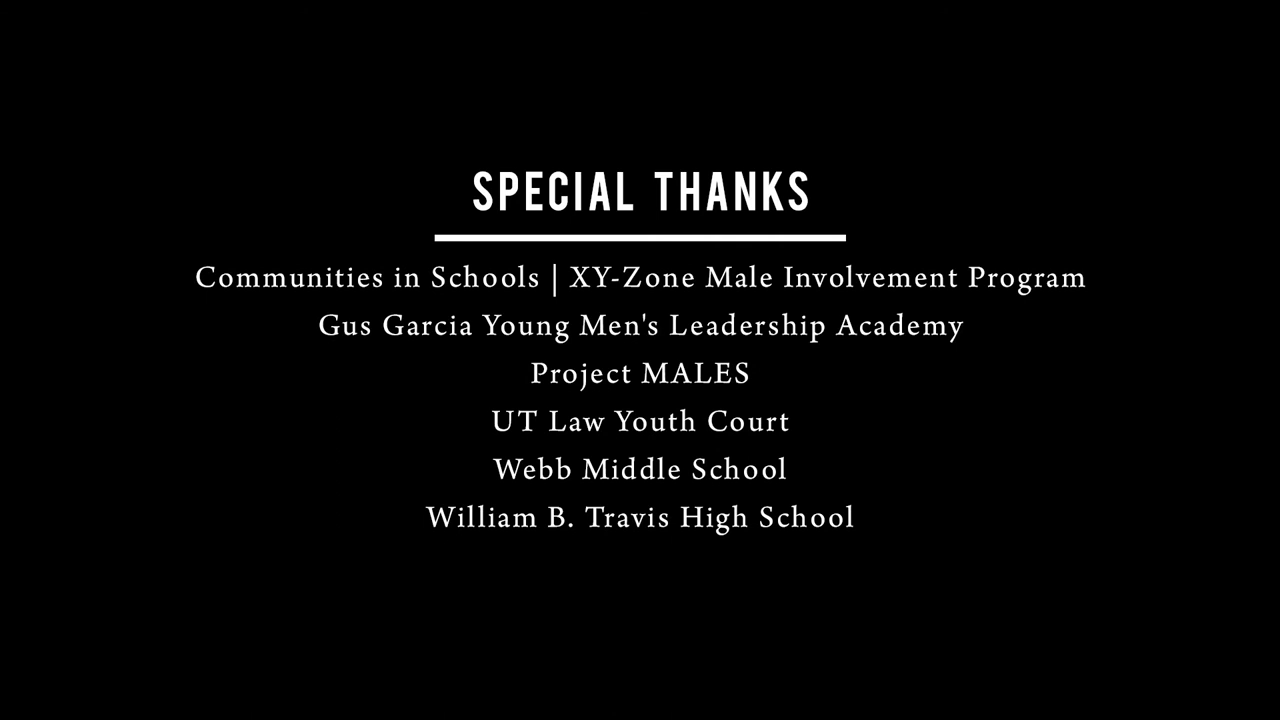 SPECIAL THANKS
Communities in Schools | XY-Zone Male Involvement Program
Gus Garcia Young Men's Leadership Academy
Project MALES
UT Law Youth Court
Webb Middle School
William B. Travis High School